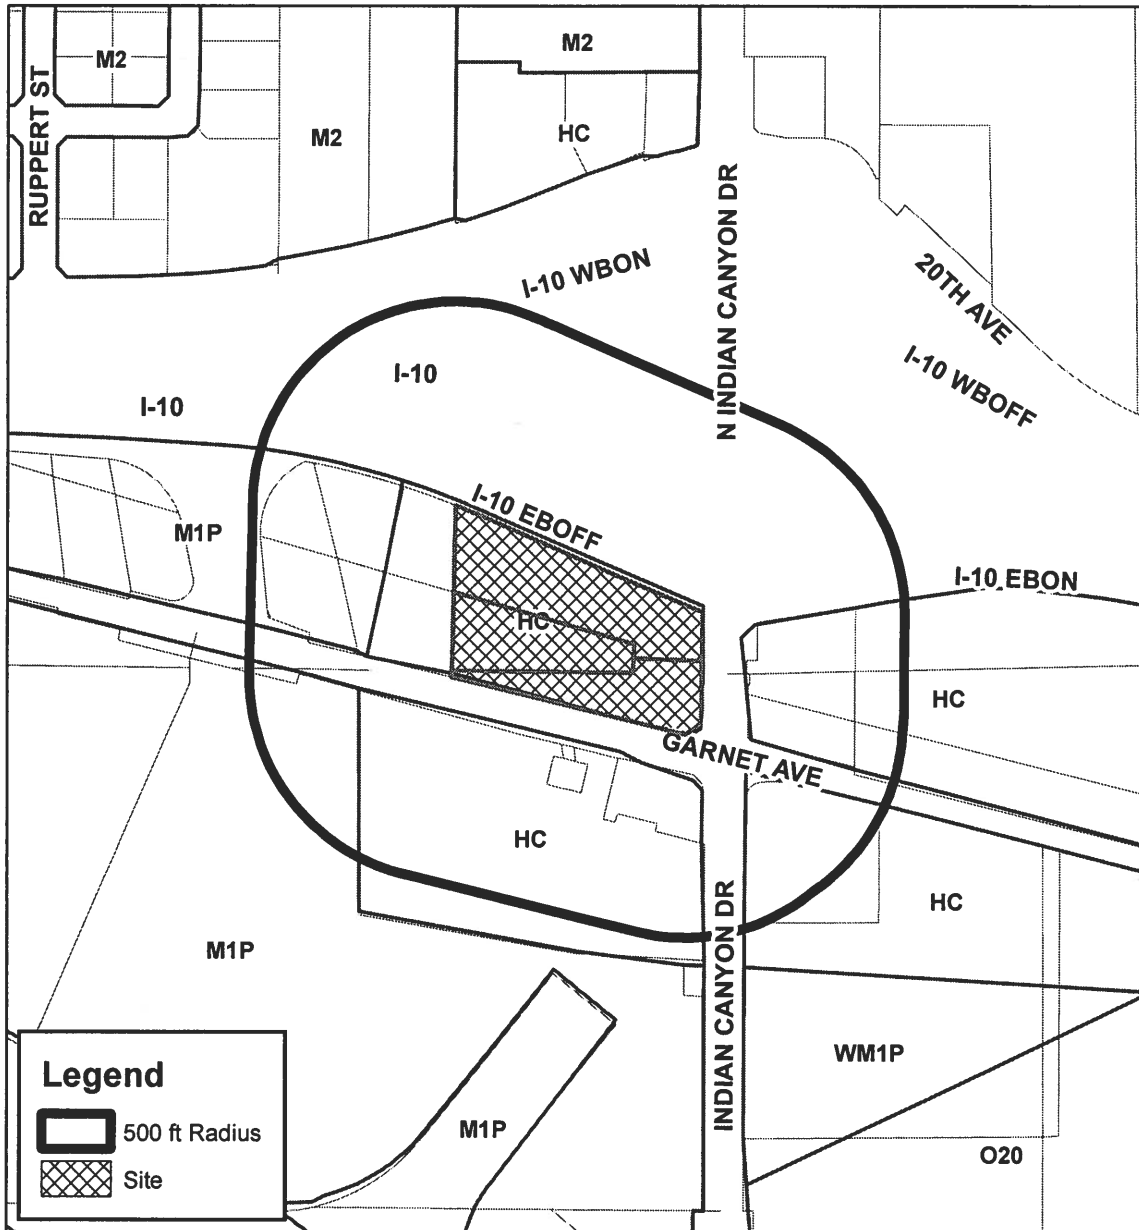 M2
M2
RUPPERT ST
M2
HC
N INDIAN CANYON DR
I-10 WBON
20TH AVE
I-10 WBOFF
I-10
I-10
I-10 EBOFF
M1P
I-10 EBON
HC
HC
GARNET AVE
HC
HC
INDIAN CANYON DR
M1P
WM1P
M1P
O20
Legend
500 ft Radius
Site